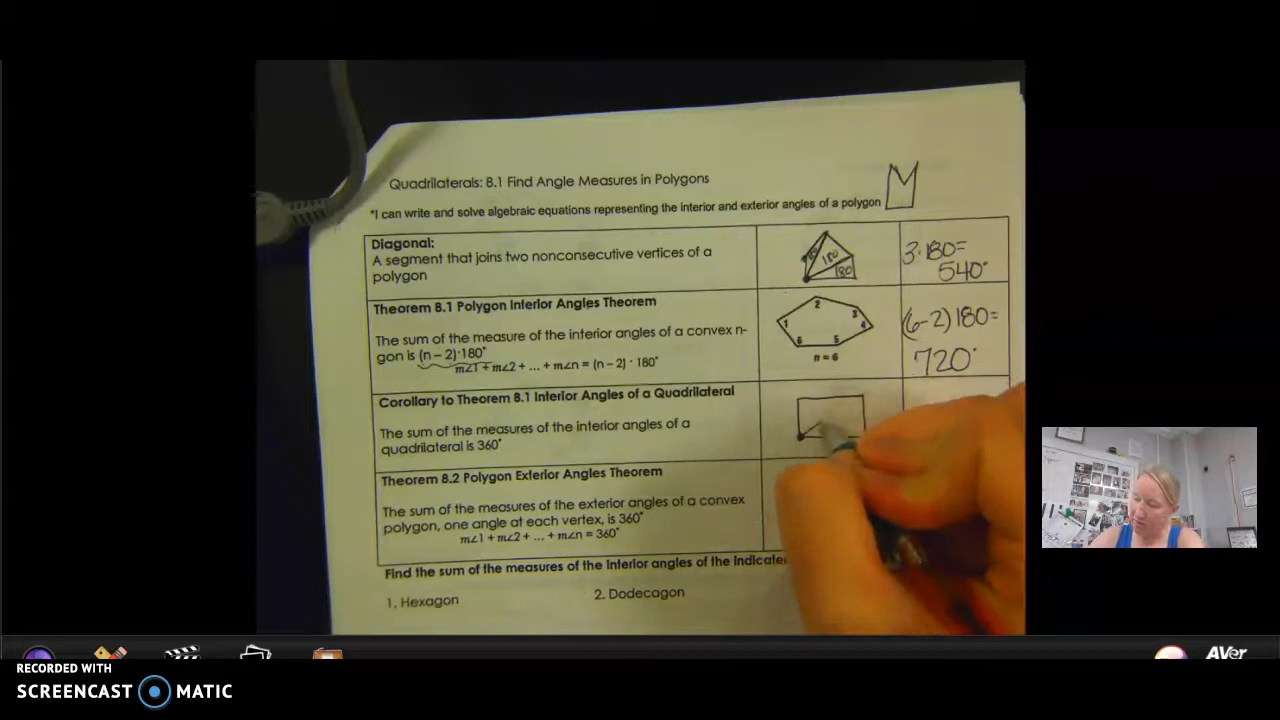 Quadrilaterals: 8.1 Find Angle Measures in Polygons
*I can write and solve algebraic equations representing the interior and exterior angles of a polygon
Diagonal:
A segment that joins two nonconsecutive vertices of a
polygon
180
180
3·180=
540°
Theorem 8.1 Polygon Interior Angles Theorem
The sum of the measure of the interior angles of a convex n-
gon is (n – 2)·180°
m∠1 + m∠2 + … + m∠n = (n – 2) · 180°
1
2
3
4
5
6
n = 6
(6-2)180=
720°
Corollary to Theorem 8.1 Interior Angles of a Quadrilateral
The sum of the measures of the interior angles of a
quadrilateral is 360°
Theorem 8.2 Polygon Exterior Angles Theorem
The sum of the measures of the exterior angles of a convex
polygon, one angle at each vertex, is 360°
m∠1 + m∠2 + … + m∠n = 360°
Find the sum of the measures of the interior angles of the
1. Hexagon
2. Dodecagon
AVer
RECORDED WITH
SCREENCAST MATIC